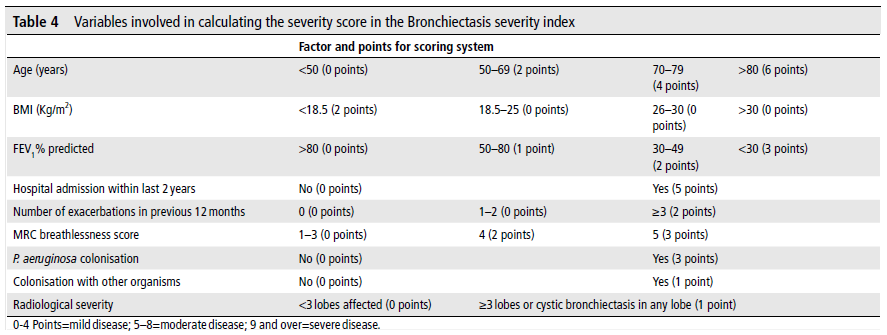 Table 4 Variables involved in calculating the severity score in the Bronchiectasis severity index
Factor and points for scoring system
Age (years) <50 (0 points) 50–69 (2 points) 70–79 (4 points) >80 (6 points)
BMI (Kg/m²) <18.5 (2 points) 18.5–25 (0 points) 26–30 (0 points) >30 (0 points)
FEV₁% predicted >80 (0 points) 50–80 (1 point) 30–49 (2 points) <30 (3 points)
Hospital admission within last 2 years No (0 points) Yes (5 points)
Number of exacerbations in previous 12 months 0 (0 points) 1–2 (0 points) ≥3 (2 points)
MRC breathlessness score 1–3 (0 points) 4 (2 points) 5 (3 points)
P. aeruginosa colonisation No (0 points) Yes (3 points)
Colonisation with other organisms No (0 points) Yes (1 point)
Radiological severity <3 lobes affected (0 points) ≥3 lobes or cystic bronchiectasis in any lobe (1 point)
0-4 Points=mild disease; 5–8=moderate disease; 9 and over=severe disease.